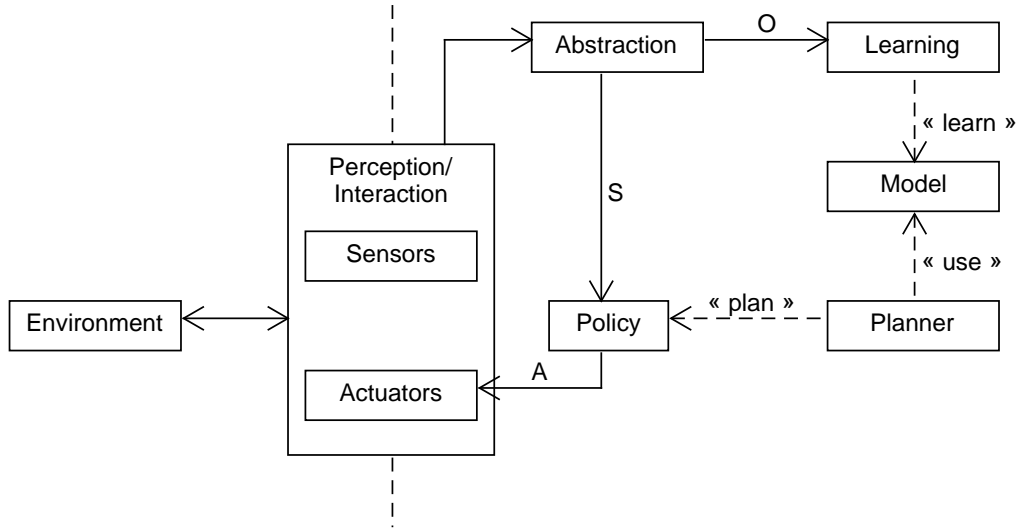 Abstraction
O
Learning
« learn »
Perception/
Interaction
Model
S
Sensors
« use »
Environment
« plan »
Policy
Planner
A
Actuators